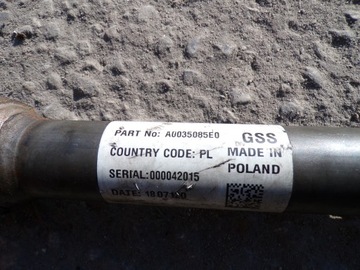 PART No: A0035085E0 GSS
COUNTRY CODE: PL MADE IN
SERIAL:000042015 POLAND
DATE: